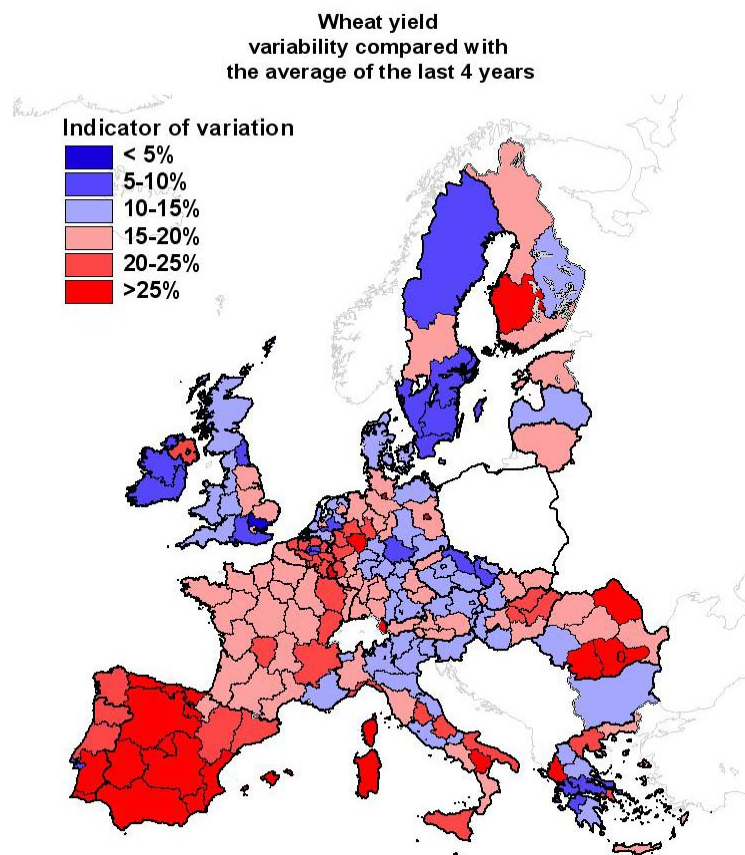 Wheat yield
variability compared with
the average of the last 4 years
Indicator of variation
< 5%
5-10%
10-15%
15-20%
20-25%
>25%